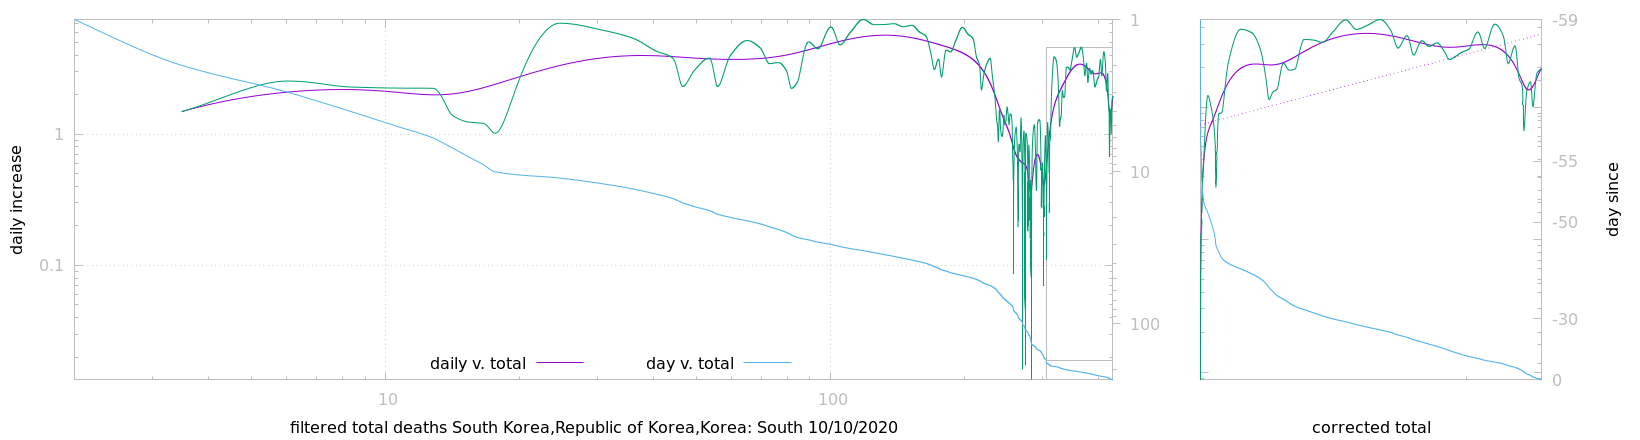 daily increase
1
0.1
10
100
1
10
100
daily v. total
day v. total
filtered total deaths South Korea,Republic of Korea,Korea: South 10/10/2020
-59
-55
-50
-30
0
day since
corrected total